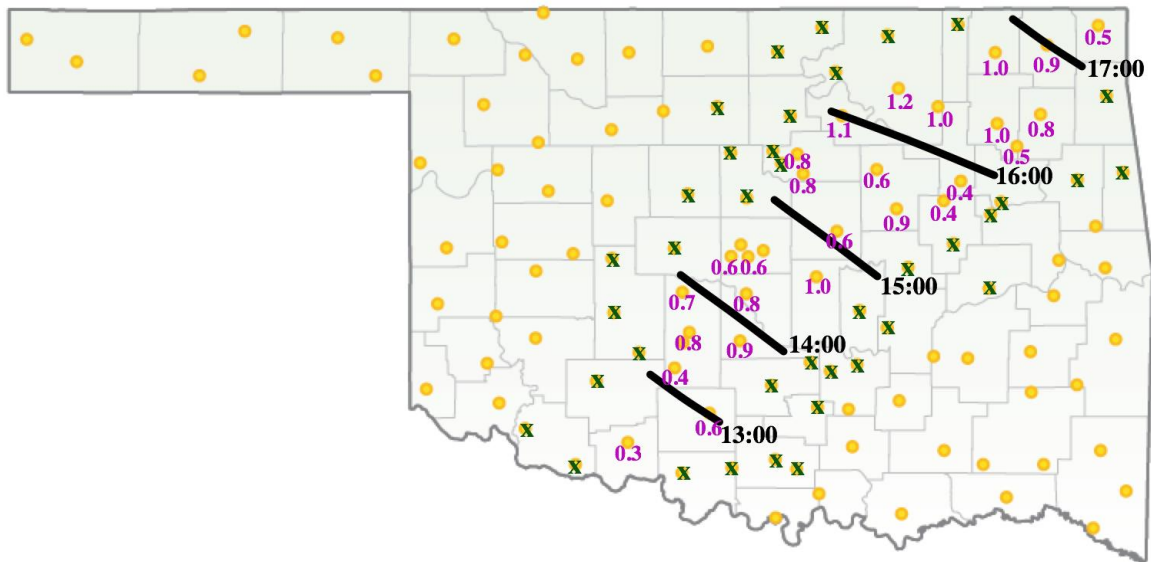 x x x
0.5
x 1.0 0.9 17:00
x
1.2 x
x x 1.1 1.0 1.0 0.8
x x 0.8 0.5
x 0.8 0.6 16:00 x x
x x 0.4
0.9 0.4 x x
x 0.6 x
x 0.6 0.6 x
0.7 0.8 1.0 15:00 x
x x
0.8 0.9 14:00 x
x x x x
x 0.4 x
x
x 0.6 13:00
0.3
x x x x x